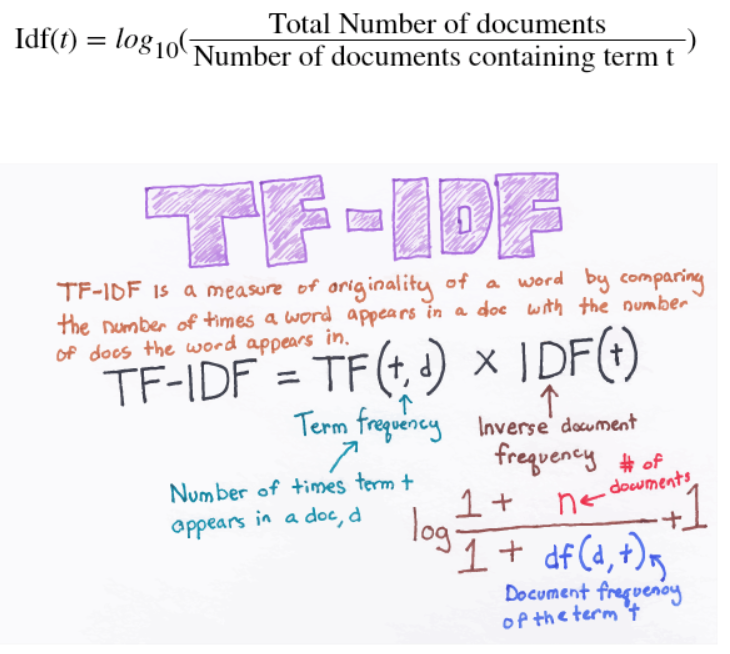 Idf(t) = log10(Total Number of documents / Number of documents containing term t)
TF-IDF
TF-IDF is a measure of originality of a word by comparing
the number of times a word appears in a doc with the number
of docs the word appears in.
TF-IDF = TF(t, d) × IDF(t)
Term frequency
Inverse document
frequency
Number of times term t
appears in a doc, d
# of
documents
log (1 + n) / (1 + df(d, t)) + 1
Document frequency
of the term t